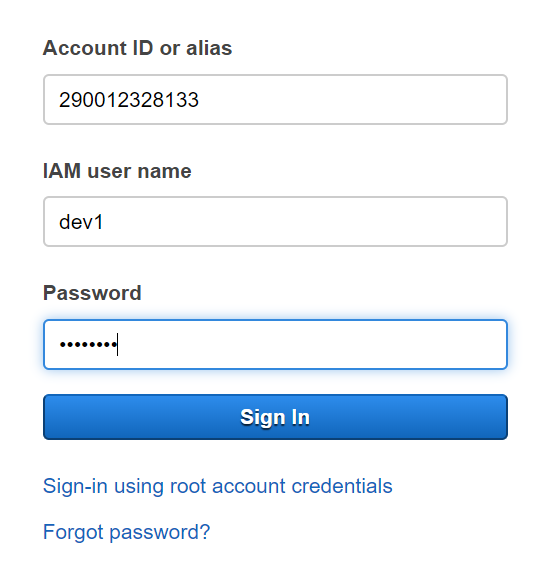 Account ID or alias
290012328133
IAM user name
dev1
Password
••••••••
Sign In
Sign-in using root account credentials
Forgot password?